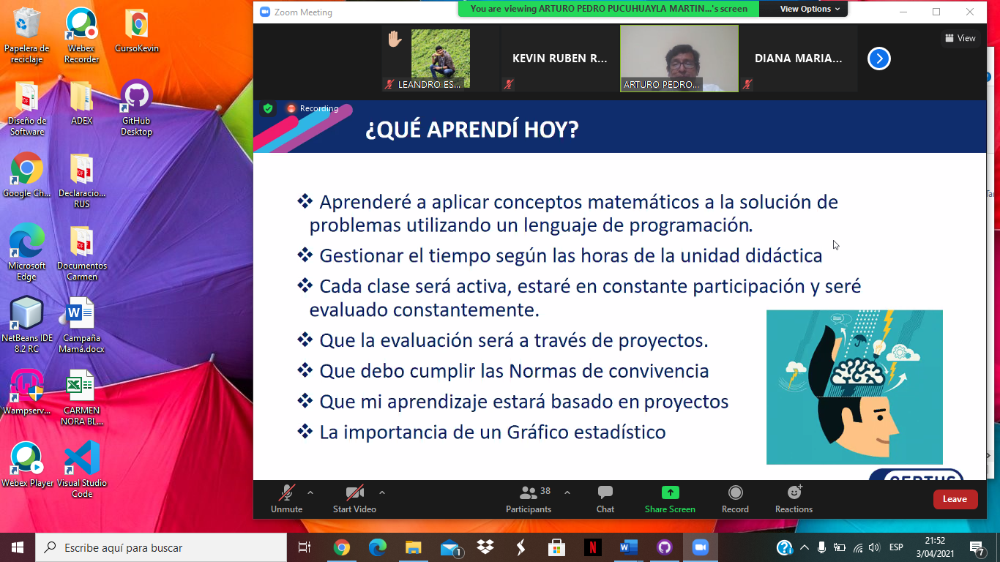 Papelera de
reciclaje
Webex
Recorder
CursoKevin
Diseño de
Software
ADEX
GitHub
Desktop
Google Ch...
Declaracio...
RUS
Microsoft
Edge
Documentos
Carmen
NetBeans IDE
8.2 RC
Campaña
Mamá.docx
Wampserv...
CARMEN
NORA BL...
Webex Player
Visual Studio
Code
Zoom Meeting
You are viewing ARTURO PEDRO PUCUHUAYLA MARTIN...'s screen
View Options
View
LEANDRO ES...
KEVIN RUBEN R...
ARTURO PEDRO...
DIANA MARIA...
Recording
¿QUÉ APRENDÍ HOY?
❖ Aprenderé a aplicar conceptos matemáticos a la solución de
problemas utilizando un lenguaje de programación.
❖ Gestionar el tiempo según las horas de la unidad didáctica
❖ Cada clase será activa, estaré en constante participación y seré
evaluado constantemente.
❖ Que la evaluación será a través de proyectos.
❖ Que debo cumplir las Normas de convivencia
❖ Que mi aprendizaje estará basado en proyectos
❖ La importancia de un Gráfico estadístico
CERTUS
Unmute
Start Video
38
Participants
Chat
Share Screen
Record
Reactions
Leave
Escribe aquí para buscar
1
ESP
21:52
3/04/2021
7